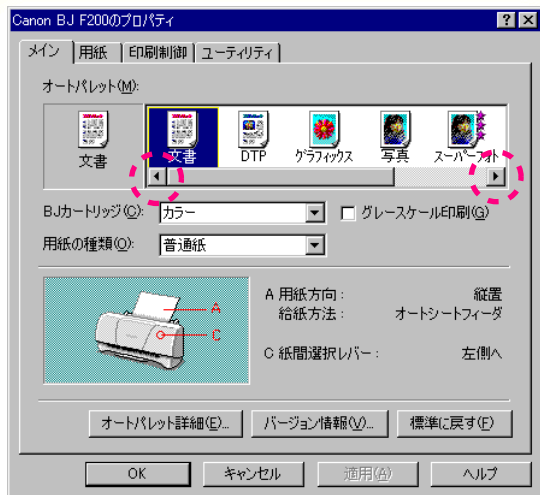 Canon BJ F200のプロパティ
メイン 用紙 印刷制御 ユーティリティ
オートパレット(M):
文書 文書 DTP グラフィックス 写真 スーパーフォト
BJカートリッジ(C): カラー グレースケール印刷(G)
用紙の種類(O): 普通紙
A 用紙方向: 縦置
給紙方法: オートシートフィーダ
A
C
C 紙間選択レバー: 左側へ
オートパレット詳細(E)... バージョン情報(V)... 標準に戻す(F)
OK キャンセル 適用(A) ヘルプ